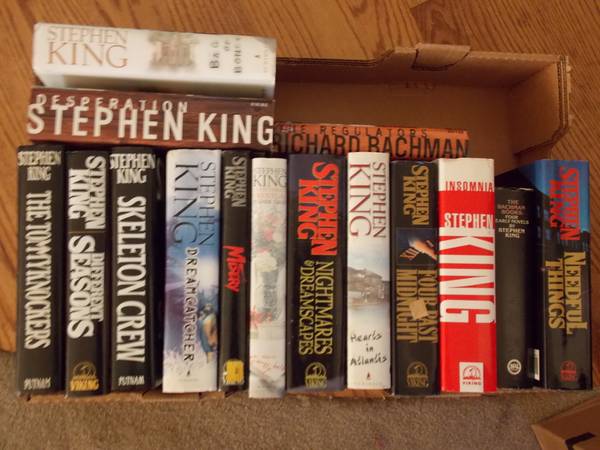 STEPHEN
KING
BAG
OF
BONES
DESPERATION
STEPHEN KING
THE REGULATORS
RICHARD BACHMAN
STEPHEN
KING
THE TOMMYKNOCKERS
PUTNAM
STEPHEN
KING
DIFFERENT
SEASONS
VIKING
STEPHEN
KING
SKELETON CREW
PUTNAM
STEPHEN
KING
DREAMCATCHER
STEPHEN
KING
Misery
VIKING
STEPHEN
KING
STEPHEN
KING
NIGHTMARES
& DREAMSCAPES
VIKING
STEPHEN
KING
Hearts in
Atlantis
STEPHEN
KING
FOUR PAST
MIDNIGHT
VIKING
INSOMNIA
STEPHEN
KING
VIKING
THE
BACHMAN
BOOKS:
FOUR
EARLY NOVELS
by
STEPHEN
KING
NAL
STEPHEN
KING
NEEDFUL
THINGS
VIKING